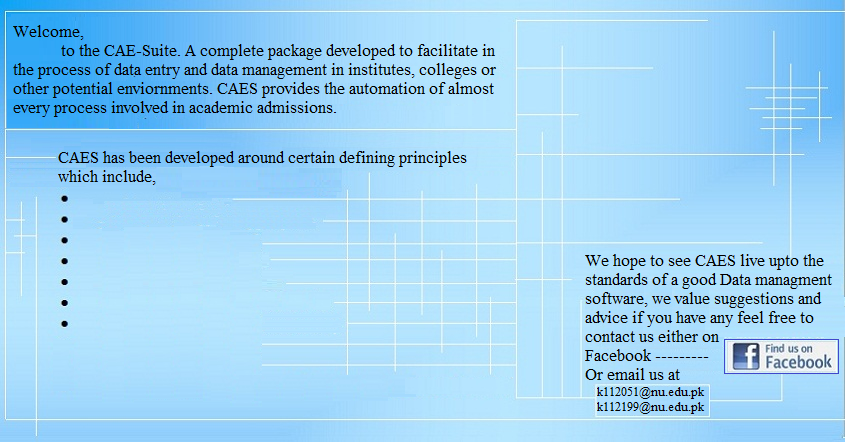 Welcome,
to the CAE-Suite. A complete package developed to facilitate in
the process of data entry and data management in institutes, colleges or
other potential enviornments. CAES provides the automation of almost
every process involved in academic admissions.
CAES has been developed around certain defining principles
which include,
•
•
•
•
•
•
•
We hope to see CAES live upto the
standards of a good Data managment
software, we value suggestions and
advice if you have any feel free to
contact us either on
Facebook ---------
Find us on
Facebook
Or email us at
k112051@nu.edu.pk
k112199@nu.edu.pk